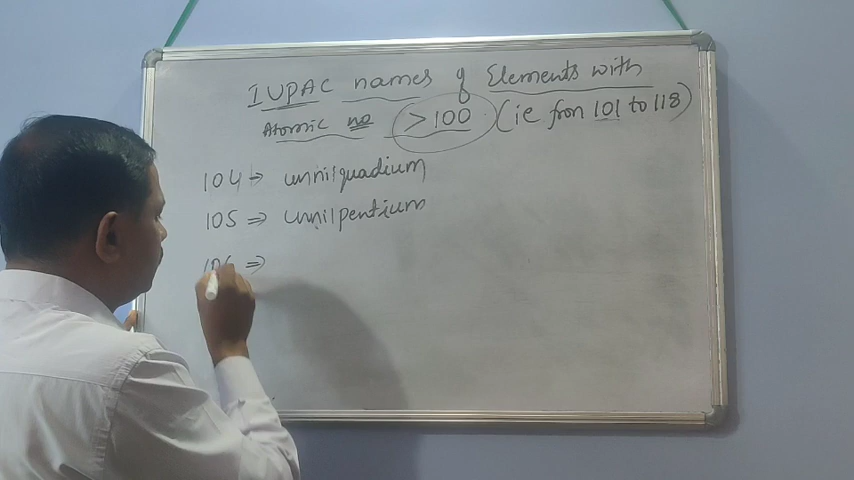 IUPAC names of Elements with
Atomic no > 100 (ie from 101 to 118)
104 => unnilquadium
105 => unnilpentium
106 =>